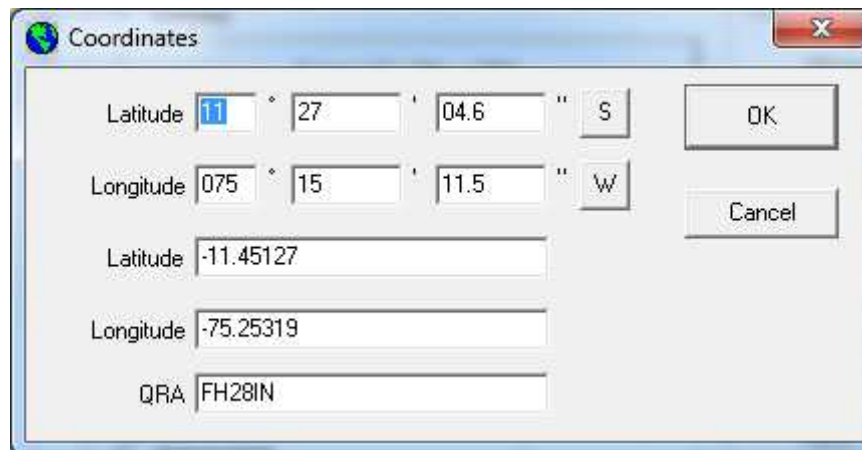 Coordinates
Latitude 11 ° 27 ' 04.6 " S OK
Longitude 075 ° 15 ' 11.5 " W
Cancel
Latitude -11.45127
Longitude -75.25319
QRA FH28IN